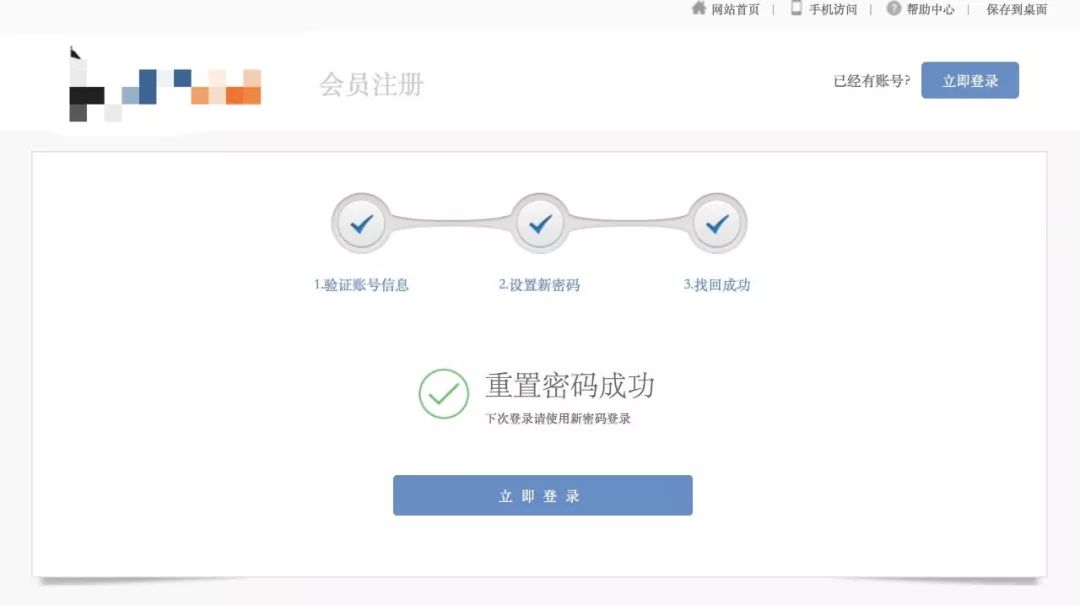 网站首页 | 手机访问 | ? 帮助中心 | 保存到桌面
会员注册
已经有账号?
立即登录
1.验证账号信息
2.设置新密码
3.找回成功
重置密码成功
下次登录请使用新密码登录
立即登录